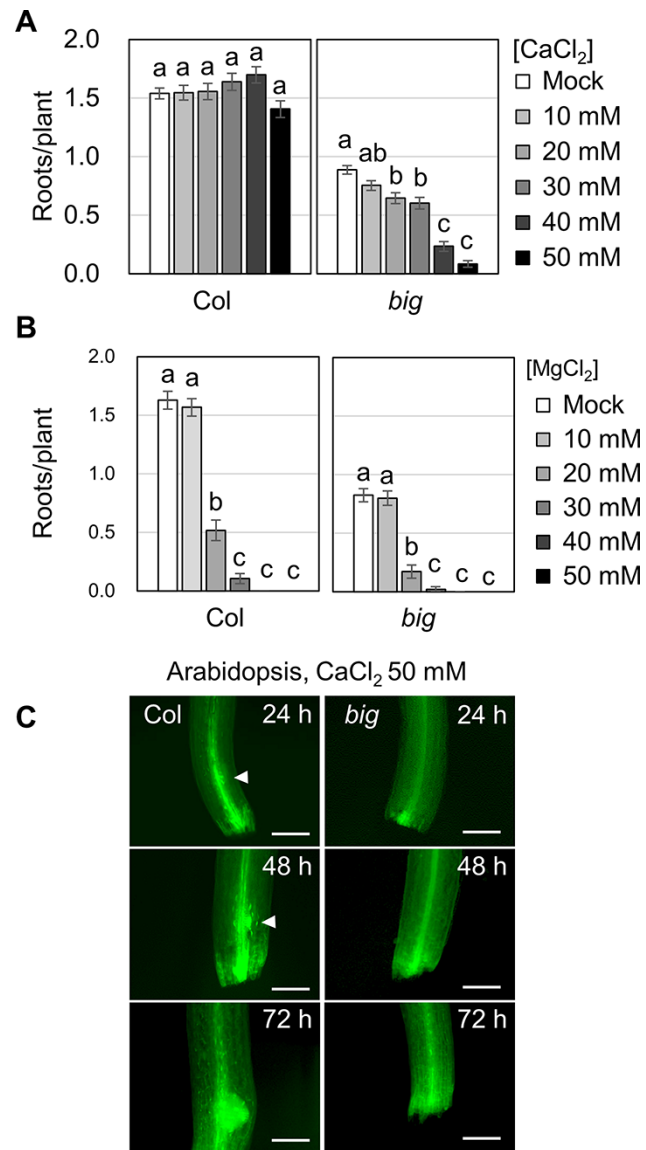 A
[CaCl₂]
2.0
1.5
1.0
0.5
0.0
Roots/plant
a a a a a a
a ab b b c c
Mock
10 mM
20 mM
30 mM
40 mM
50 mM
Col
big
B
[MgCl₂]
2.0
1.5
1.0
0.5
0.0
Roots/plant
a a b c c c
a a b c c c
Mock
10 mM
20 mM
30 mM
40 mM
50 mM
Col
big
Arabidopsis, CaCl₂ 50 mM
C
Col 24 h
big 24 h
48 h
48 h
72 h
72 h